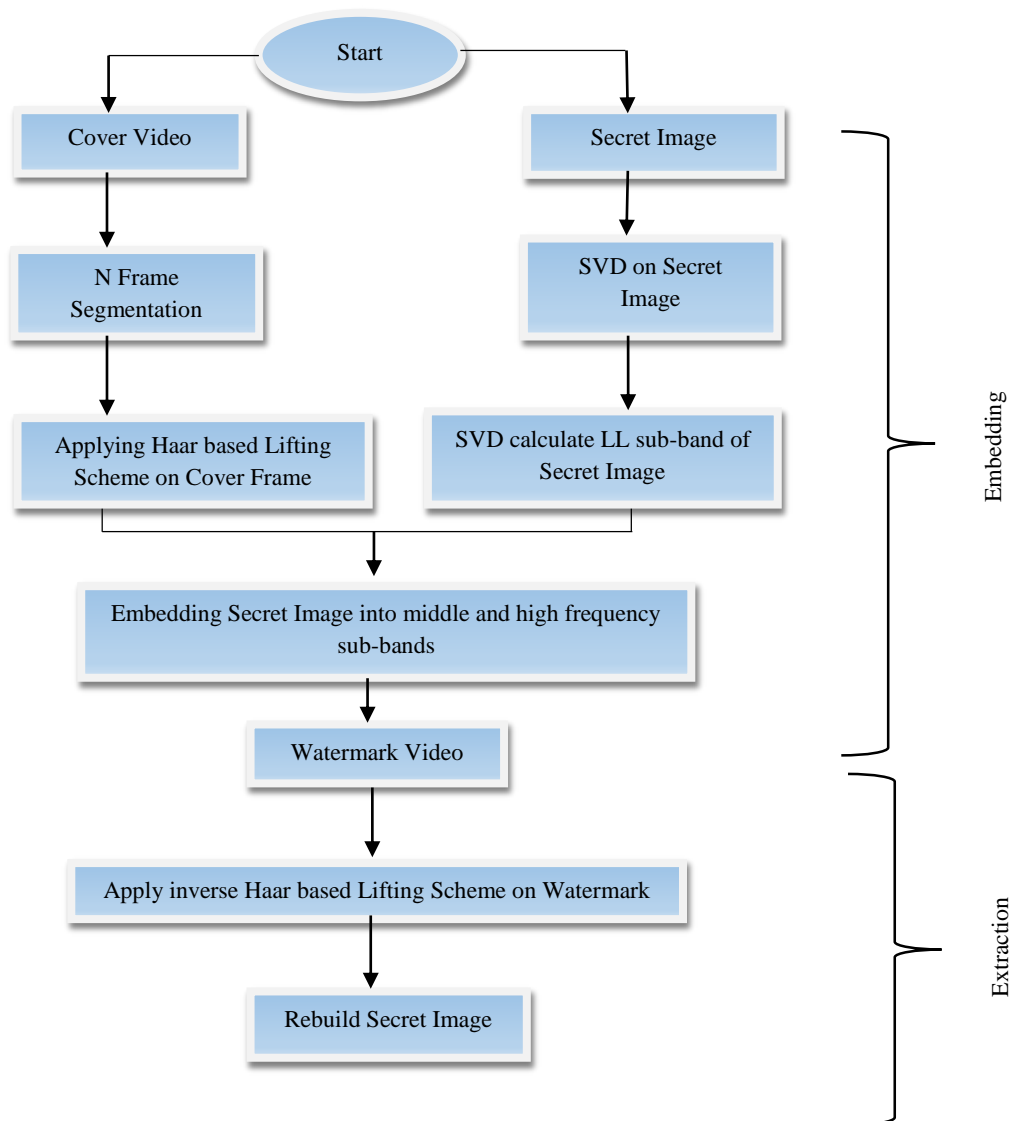 Start
Cover Video
Secret Image
N Frame
Segmentation
SVD on Secret
Image
Applying Haar based Lifting
Scheme on Cover Frame
SVD calculate LL sub-band of
Secret Image
Embedding Secret Image into middle and high frequency
sub-bands
Watermark Video
Embedding
Apply inverse Haar based Lifting Scheme on Watermark
Rebuild Secret Image
Extraction